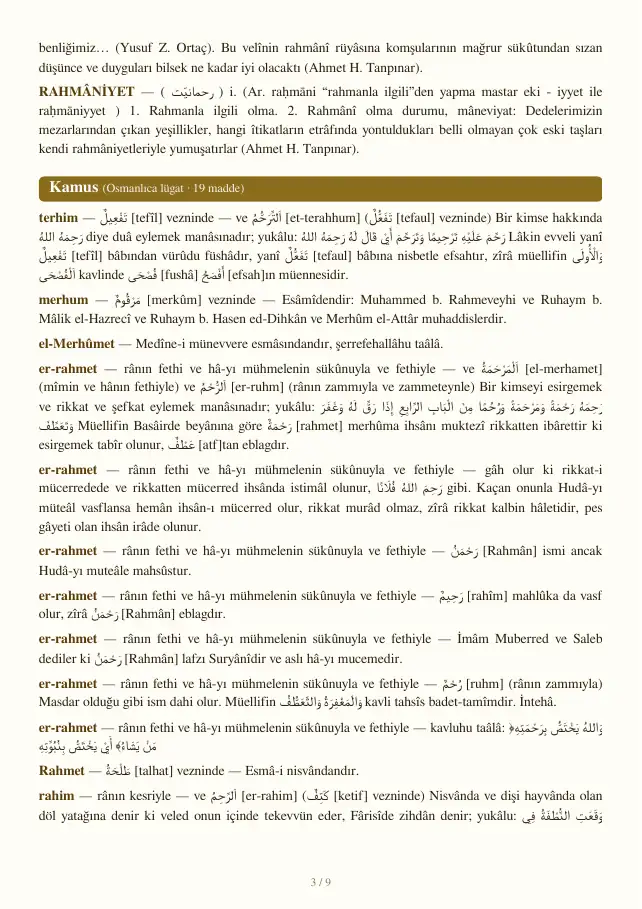 benliğimiz… (Yusuf Z. Ortaç). Bu velînin rahmânî rüyâsına komşularının mağrur sükûtundan sızan
düşünce ve duyguları bilsek ne kadar iyi olacaktı (Ahmet H. Tanpınar).
RAHMÂNİYET — ( رحمانيّت ) i. (Ar. raḥmāni “rahmanla ilgili”den yapma mastar eki - iyyet ile
raḥmāniyyet ) 1. Rahmanla ilgili olma. 2. Rahmânî olma durumu, mâneviyat: Dedelerimizin
mezarlarından çıkan yeşillikler, hangi îtikatların etrâfında yontuldukları belli olmayan çok eski taşları
kendi rahmâniyetleriyle yumuşatırlar (Ahmet H. Tanpınar).
Kamus (Osmanlıca lügat · 19 madde)
terhim — تَفْعِيلٌ [tefîl] vezninde — ve اَلتَّرَحُّمُ [et-terahhum] (تَفَعُّلٌ [tefaul] vezninde) Bir kimse hakkında
رَحِمَهُ اللهُ diye duâ eylemek manâsınadır; yukâlu: رَحَّمَ عَلَيْهِ تَرْحِيمًا وَتَرَحَّمَ أَيْ قَالَ لَهُ رَحِمَهُ اللهُ Lâkin evveli yanî
تَفْعِيلٌ [tefîl] bâbından vürûdu füshâdır, yanî تَفَعُّلٌ [tefaul] bâbına nisbetle efsahtır, zîrâ müellifin وَالْأُولَى
اَلْفُصْحَى kavlinde فُصْحَى [fushâ] أَفْصَحُ [efsah]ın müennesidir.
merhum — مَرْقُومٌ [merkûm] vezninde — Esâmîdendir: Muhammed b. Rahmeveyhi ve Ruhaym b.
Mâlik el-Hazrecî ve Ruhaym b. Hasen ed-Dihkân ve Merhûm el-Attâr muhaddislerdir.
el-Merhûmet — Medîne-i münevvere esmâsındandır, şerrefehallâhu taâlâ.
er-rahmet — rânın fethi ve hâ-yı mühmelenin sükûnuyla ve fethiyle — ve اَلْمَرْحَمَةُ [el-merhamet]
(mîmin ve hânın fethiyle) ve اَلرُّحْمُ [er-ruhm] (rânın zammıyla ve zammeteynle) Bir kimseyi esirgemek
ve rikkat ve şefkat eylemek manâsınadır; yukâlu: رَحِمَهُ رَحْمَةً وَمَرْحَمَةً وَرُحْمًا مِنَ الْبَابِ الرَّابِعِ إِذَا رَقَّ لَهُ وَغَفَرَ
وَتَعَطَّفَ Müellifin Basâirde beyânına göre رَحْمَةٌ [rahmet] merhûma ihsânı muktezî rikkatten ibârettir ki
esirgemek tabîr olunur, عَطْفٌ [atf]tan eblagdır.
er-rahmet — rânın fethi ve hâ-yı mühmelenin sükûnuyla ve fethiyle — gâh olur ki rikkat-i
mücerredede ve rikkatten mücerred ihsânda istimâl olunur, رَحِمَ اللهُ فُلَانًا gibi. Kaçan onunla Hudâ-yı
müteâl vasflansa hemân ihsân-ı mücerred olur, rikkat murâd olmaz, zîrâ rikkat kalbin hâletidir, pes
gâyeti olan ihsân irâde olunur.
er-rahmet — rânın fethi ve hâ-yı mühmelenin sükûnuyla ve fethiyle — رَحْمَنُ [Rahmân] ismi ancak
Hudâ-yı muteâle mahsûstur.
er-rahmet — rânın fethi ve hâ-yı mühmelenin sükûnuyla ve fethiyle — رَحِيمٌ [rahîm] mahlûka da vasf
olur, zîrâ رَحْمَنُ [Rahmân] eblagdır.
er-rahmet — rânın fethi ve hâ-yı mühmelenin sükûnuyla ve fethiyle — İmâm Muberred ve Saleb
dediler ki رَحْمَنُ [Rahmân] lafzı Suryânîdir ve aslı hâ-yı mucemedir.
er-rahmet — rânın fethi ve hâ-yı mühmelenin sükûnuyla ve fethiyle — رُحْمٌ [ruhm] (rânın zammıyla)
Masdar olduğu gibi ism dahi olur. Müellifin وَالْمَغْفِرَةُ وَالتَّعَطُّفُ kavli tahsîs badet-tamîmdir. İntehâ.
er-rahmet — rânın fethi ve hâ-yı mühmelenin sükûnuyla ve fethiyle — kavluhu taâlâ: ﴿وَاللهُ يَخْتَصُّ بِرَحْمَتِهِ
مَنْ يَشَاءُ﴾ أَيْ يَخْتَصُّ بِنُبُوَّتِهِ
Rahmet — طَلْحَةُ [talhat] vezninde — Esmâ-i nisvândandır.
rahim — rânın kesriyle — ve اَلرَّحِمُ [er-rahim] (كَتِفٌ [ketif] vezninde) Nisvânda ve dişi hayvânda olan
döl yatağına denir ki veled onun içinde tekevvün eder, Fârisîde zihdân denir; yukâlu: وَقَعَتِ النُّطْفَةُ فِي
3 / 9